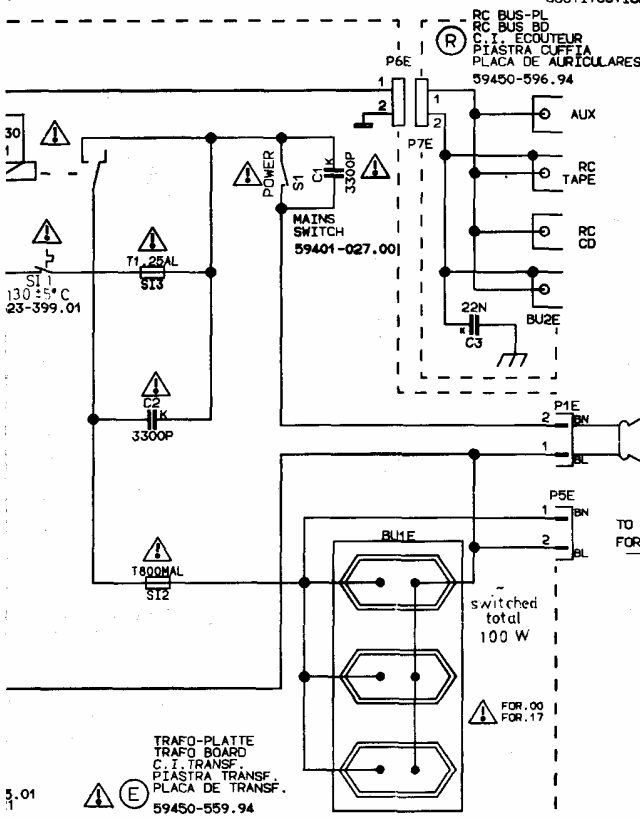 RC BUS-PL
RC BUS BD
C.I. ECOUTEUR
PIASTRA CUFFIA
PLACA DE AURICULARES
59450-596.94
R
P6E
1
2
1
2
P7E
AUX
RC
TAPE
RC
CD
BU2E
22N
K
C3
30
1
POWER
S1
C1
K
3300P
MAINS
SWITCH
59401-027.00
T1.25AL
SI3
SI1
130±5°C
23-399.01
C2
K
3300P
P1E
2
BN
1
BL
P5E
1
BN
2
BL
TO
FOR
BU1E
T800MAL
SI2
~
switched
total
100 W
FOR.00
FOR.17
TRAFO-PLATTE
TRAFO BOARD
C.I.TRANSF.
PIASTRA TRANSF.
PLACA DE TRANSF.
59450-559.94
E
5.01